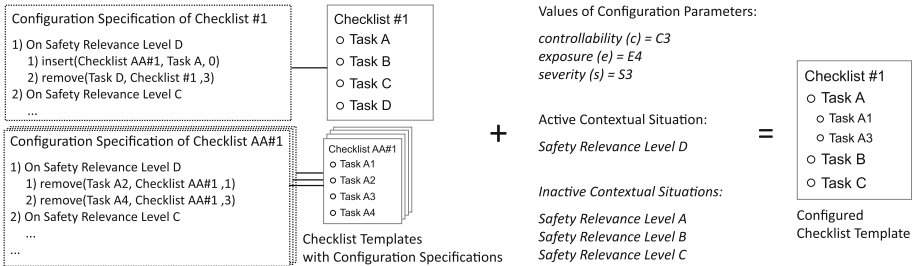 Configuration Specification of Checklist #1
1) On Safety Relevance Level D
1) insert(Checklist AA#1, Task A, 0)
2) remove(Task D, Checklist #1 ,3)
2) On Safety Relevance Level C
...
Checklist #1
Task A
Task B
Task C
Task D
Configuration Specification of Checklist AA#1
1) On Safety Relevance Level D
1) remove(Task A2, Checklist AA#1 ,1)
2) remove(Task A4, Checklist AA#1 ,3)
2) On Safety Relevance Level C
...
...
Checklist AA#1
Task A1
Task A2
Task A3
Task A4
Checklist Templates
with Configuration Specifications
+
Values of Configuration Parameters:
controllability (c) = C3
exposure (e) = E4
severity (s) = S3
Active Contextual Situation:
Safety Relevance Level D
Inactive Contextual Situations:
Safety Relevance Level A
Safety Relevance Level B
Safety Relevance Level C
=
Checklist #1
Task A
Task A1
Task A3
Task B
Task C
Configured
Checklist Template